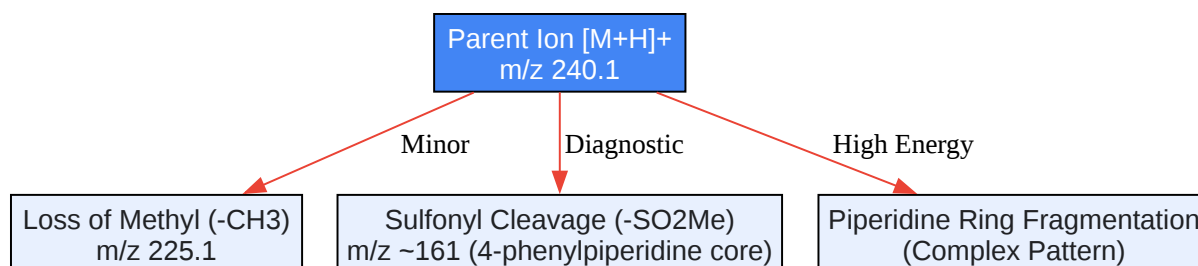 Parent Ion [M+H]+
m/z 240.1
Minor
Diagnostic
High Energy
Loss of Methyl (-CH3)
m/z 225.1
Sulfonyl Cleavage (-SO2Me)
m/z ~161 (4-phenylpiperidine core)
Piperidine Ring Fragmentation
(Complex Pattern)